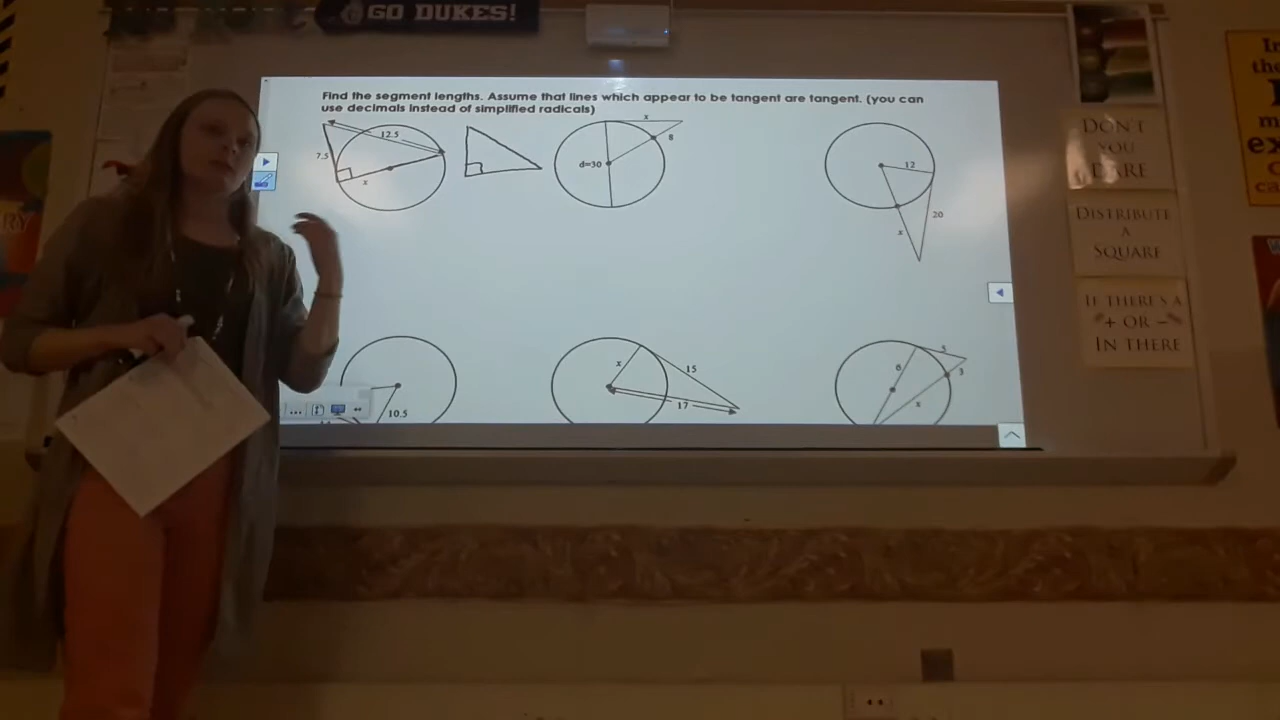 GO DUKES!
Find the segment lengths. Assume that lines which appear to be tangent are tangent. (you can
use decimals instead of simplified radicals)
12.5
7.5
x
x
8
d=30
12
20
x
10.5
x
15
17
5
6
3
x
DON'T
YOU
DARE
DISTRIBUTE
A
SQUARE
IF THERE'S A
+ OR -
IN THERE